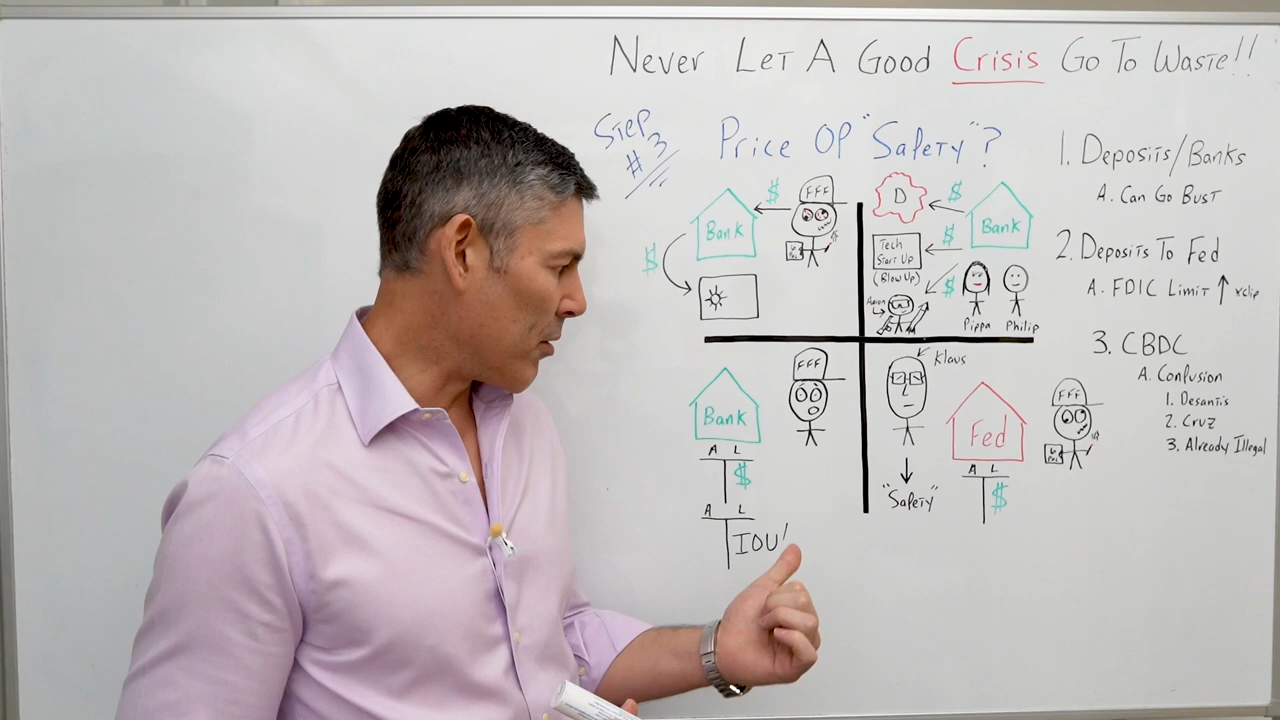 Never Let A Good Crisis Go To Waste!!
Step
#3
Price Of "Safety"?
$
FFF
Bank
$
D
$
Bank
$
Tech
Start Up
(Blow Up)
$
Aaron
Pippa Philip
FFF
Bank
A L
$
A L
IOU's
Klaus
"Safety"
Fed
A L
$
FFF
1. Deposits/Banks
A. Can Go Bust
2. Deposits To Fed
A. FDIC Limit ↑ *clip
3. CBDC
A. Confusion
1. Desantis
2. Cruz
3. Already Illegal